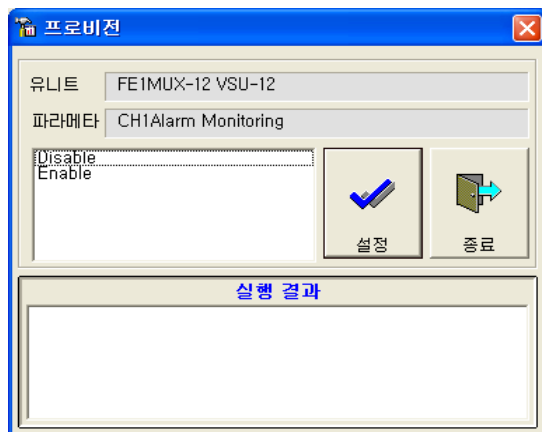 프로비전
유니트 FE1MUX-12 VSU-12
파라메타 CH1Alarm Monitoring
Disable
Enable
설정
종료
실행 결과